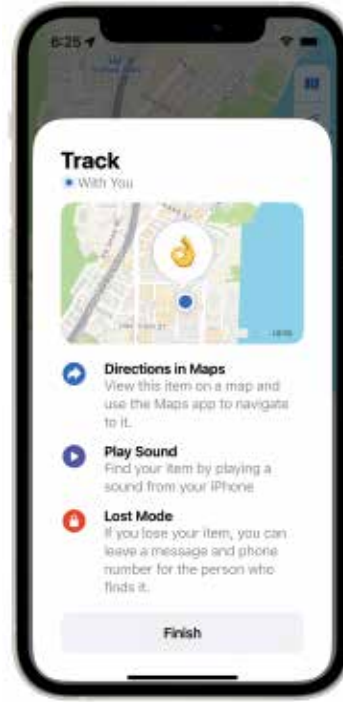 6:25
Track
With You
Directions in Maps
View this item on a map and
use the Maps app to navigate
to it.
Play Sound
Find your item by playing a
sound from your iPhone
Lost Mode
If you lose your item, you can
leave a message and phone
number for the person who
finds it.
Finish